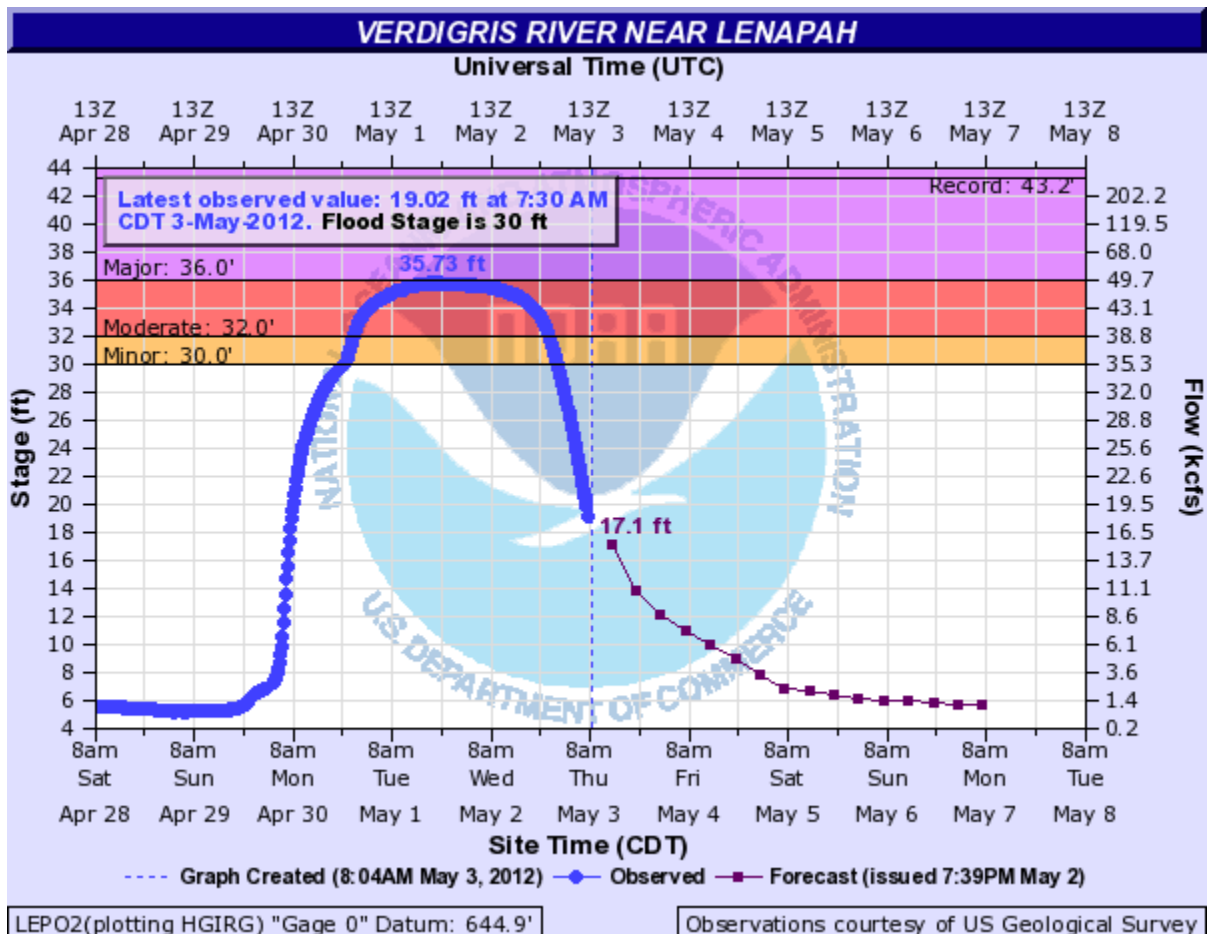 VERDIGRIS RIVER NEAR LENAPAH
Universal Time (UTC)
13Z 13Z 13Z 13Z 13Z 13Z 13Z 13Z 13Z 13Z 13Z
Apr 28 Apr 29 Apr 30 May 1 May 2 May 3 May 4 May 5 May 6 May 7 May 8
Stage (ft)
44
42
40
38
36
34
32
30
28
26
24
22
20
18
16
14
12
10
8
6
4
Record: 43.2'
Latest observed value: 19.02 ft at 7:30 AM
CDT 3-May-2012. Flood Stage is 30 ft
Major: 36.0'
35.73 ft
Moderate: 32.0'
Minor: 30.0'
17.1 ft
U.S. DEPARTMENT OF COMMERCE
Flow (kcfs)
202.2
119.5
68.0
49.7
43.1
38.8
35.3
32.0
28.8
25.6
22.6
19.5
16.5
13.7
11.1
8.6
6.1
3.6
1.4
0.2
8am 8am 8am 8am 8am 8am 8am 8am 8am 8am 8am
Sat Sun Mon Tue Wed Thu Fri Sat Sun Mon Tue
Apr 28 Apr 29 Apr 30 May 1 May 2 May 3 May 4 May 5 May 6 May 7 May 8
Site Time (CDT)
Graph Created (8:04AM May 3, 2012) Observed Forecast (issued 7:39PM May 2)
LEPO2(plotting HGIRG) "Gage 0" Datum: 644.9'
Observations courtesy of US Geological Survey